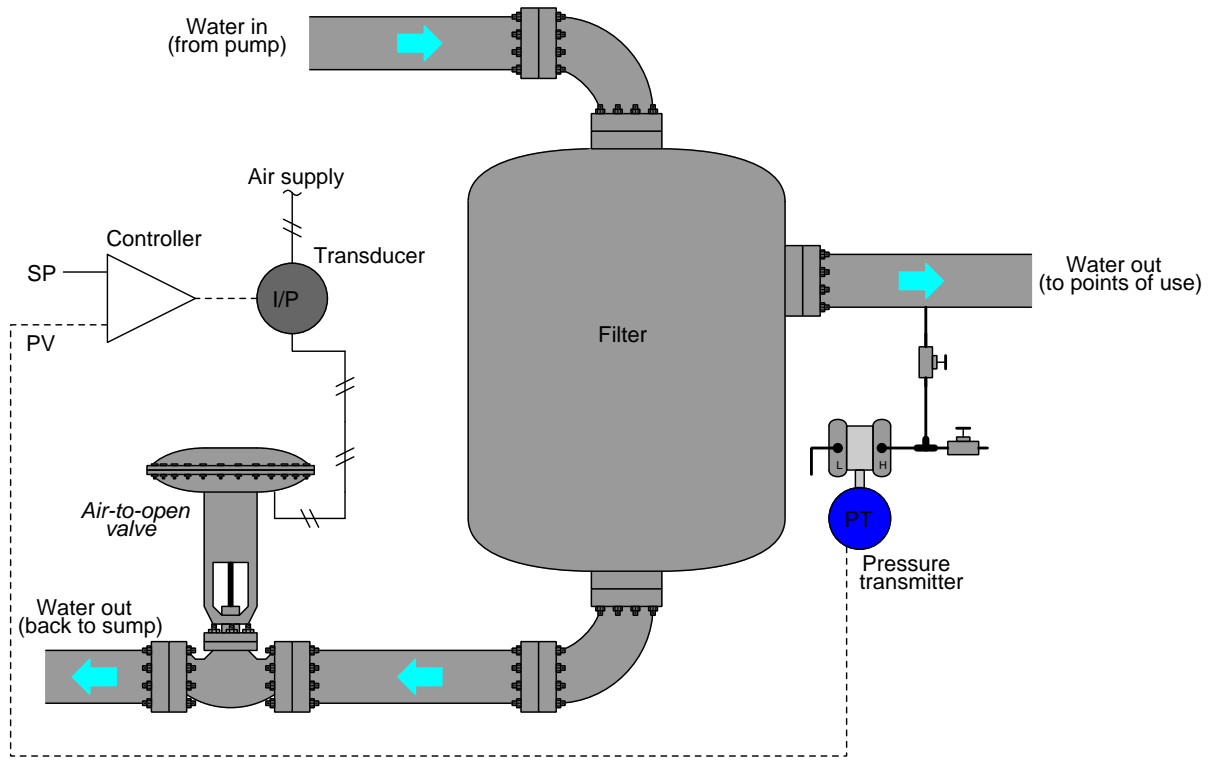 Water in
(from pump)
Air supply
Controller
Transducer
SP
I/P
PV
Filter
Water out
(to points of use)
L
H
PT
Pressure
transmitter
Air-to-open
valve
Water out
(back to sump)